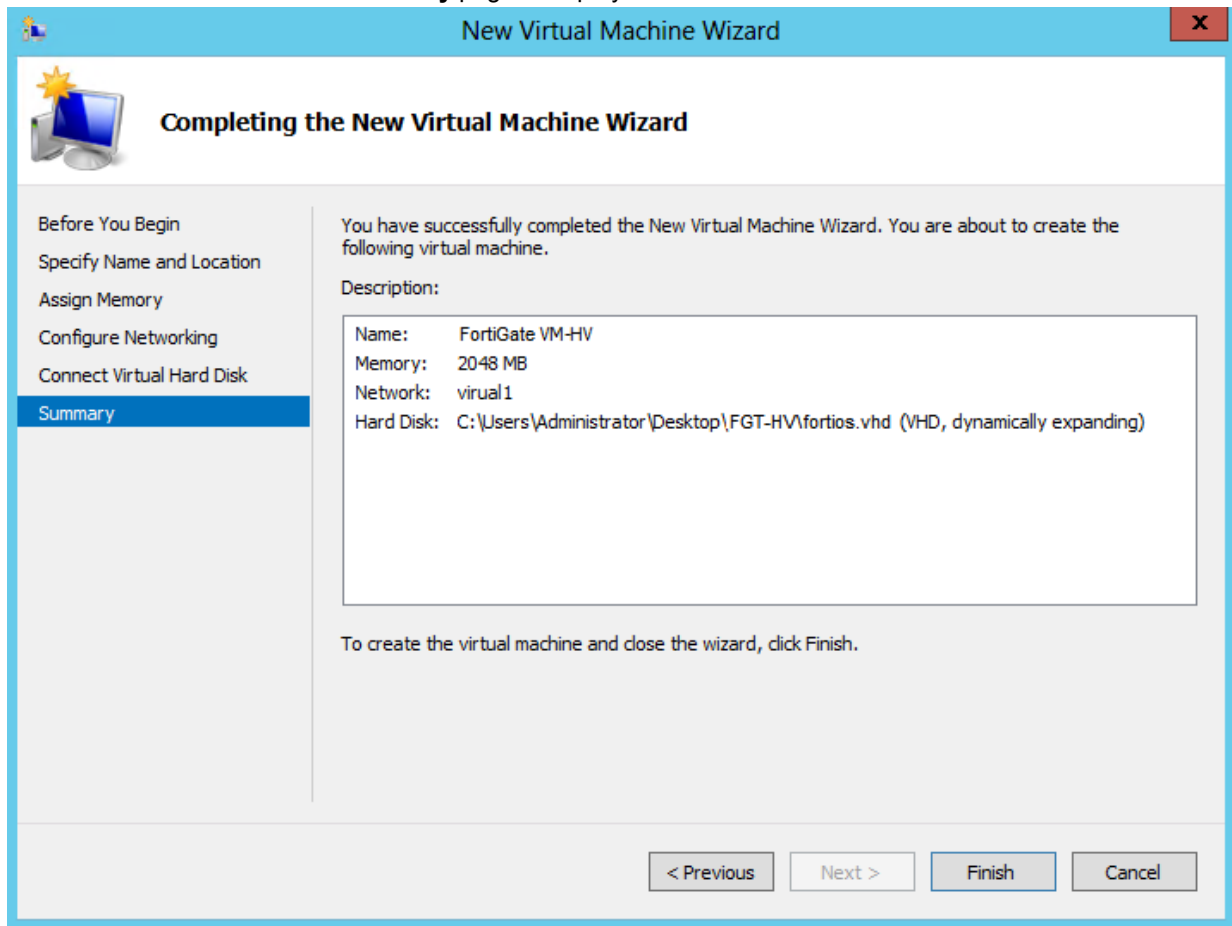 New Virtual Machine Wizard
X
Completing the New Virtual Machine Wizard
Before You Begin
Specify Name and Location
Assign Memory
Configure Networking
Connect Virtual Hard Disk
Summary
You have successfully completed the New Virtual Machine Wizard. You are about to create the
following virtual machine.
Description:
Name: FortiGate VM-HV
Memory: 2048 MB
Network: virual1
Hard Disk: C:\Users\Administrator\Desktop\FGT-HV\fortios.vhd (VHD, dynamically expanding)
To create the virtual machine and close the wizard, click Finish.
< Previous
Next >
Finish
Cancel